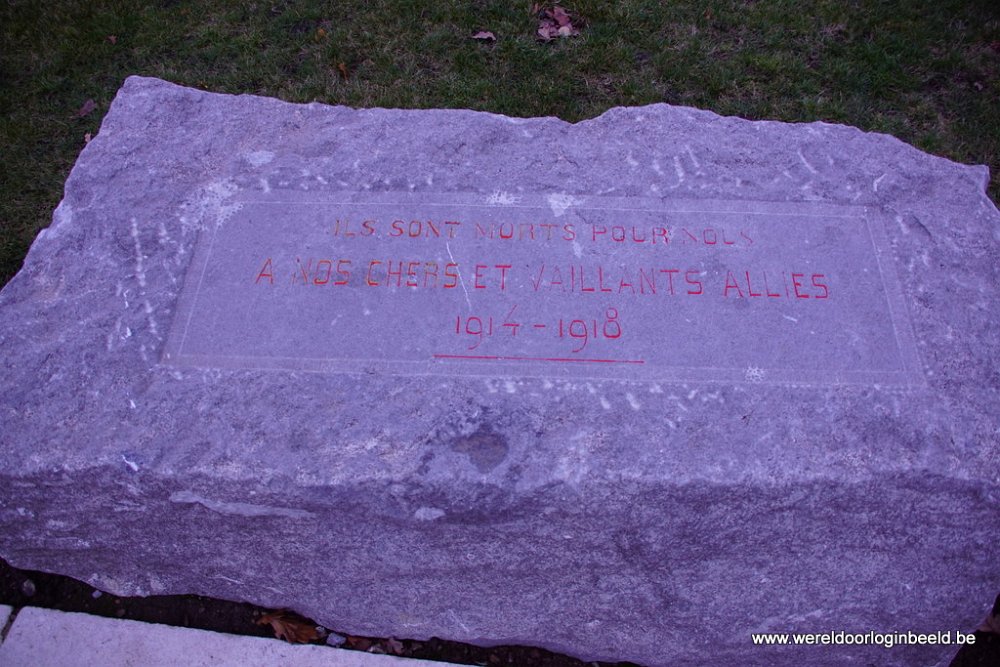 ILS SONT MORTS POUR NOUS
A NOS CHERS ET VAILLANTS ALLIES
1914-1918
www.wereldoorloginbeeld.be